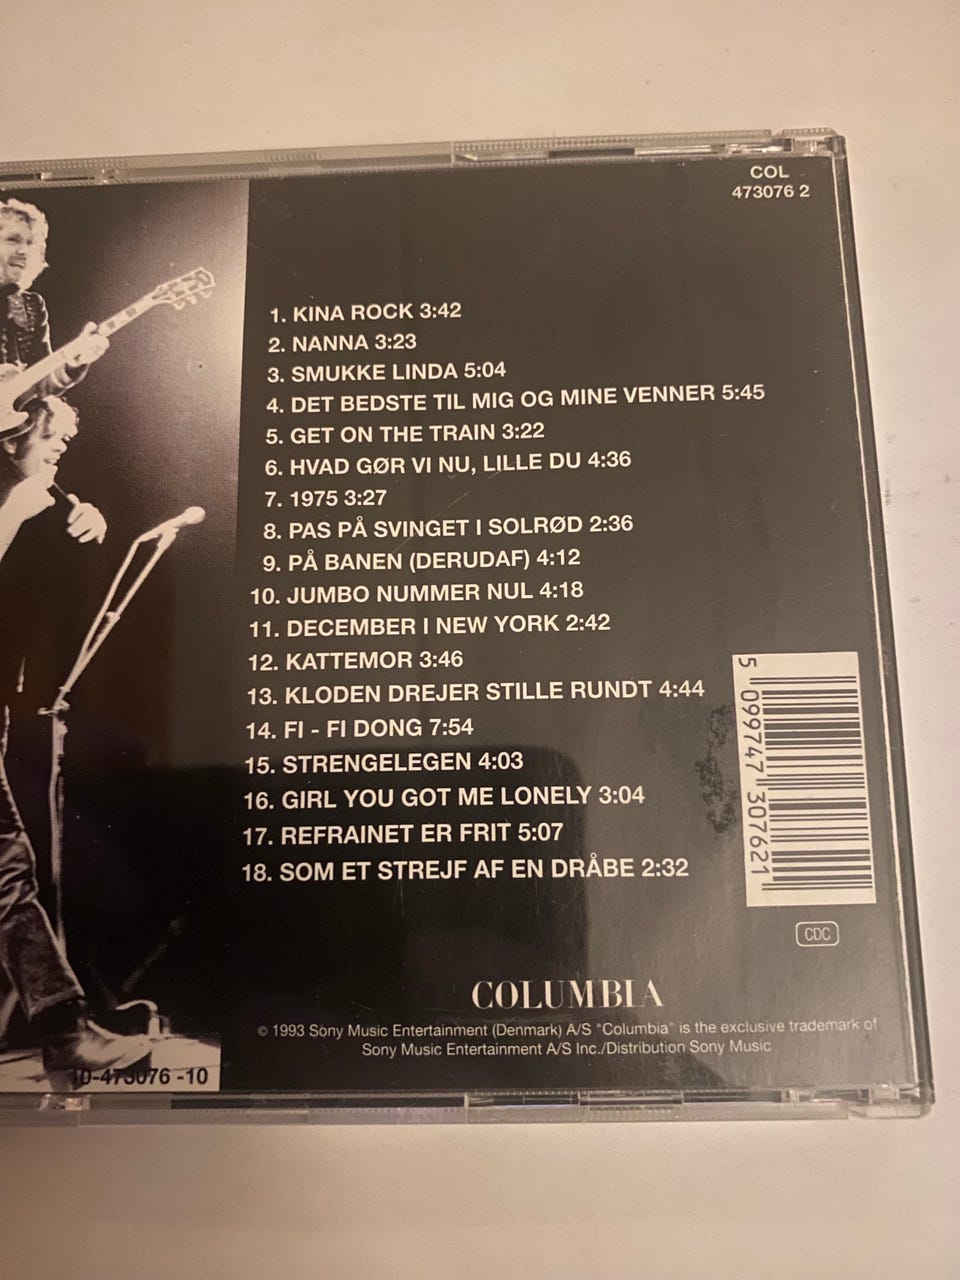 COL
473076 2
1. KINA ROCK 3:42
2. NANNA 3:23
3. SMUKKE LINDA 5:04
4. DET BEDSTE TIL MIG OG MINE VENNER 5:45
5. GET ON THE TRAIN 3:22
6. HVAD GØR VI NU, LILLE DU 4:36
7. 1975 3:27
8. PAS PÅ SVINGET I SOLRØD 2:36
9. PÅ BANEN (DERUDAF) 4:12
10. JUMBO NUMMER NUL 4:18
11. DECEMBER I NEW YORK 2:42
12. KATTEMOR 3:46
13. KLODEN DREJER STILLE RUNDT 4:44
14. FI - FI DONG 7:54
15. STRENGELEGEN 4:03
16. GIRL YOU GOT ME LONELY 3:04
17. REFRAINET ER FRIT 5:07
18. SOM ET STREJF AF EN DRÅBE 2:32
5 099747 307621
CDC
COLUMBIA
© 1993 Sony Music Entertainment (Denmark) A/S "Columbia" is the exclusive trademark of
Sony Music Entertainment A/S Inc./Distribution Sony Music
10-473076 -10